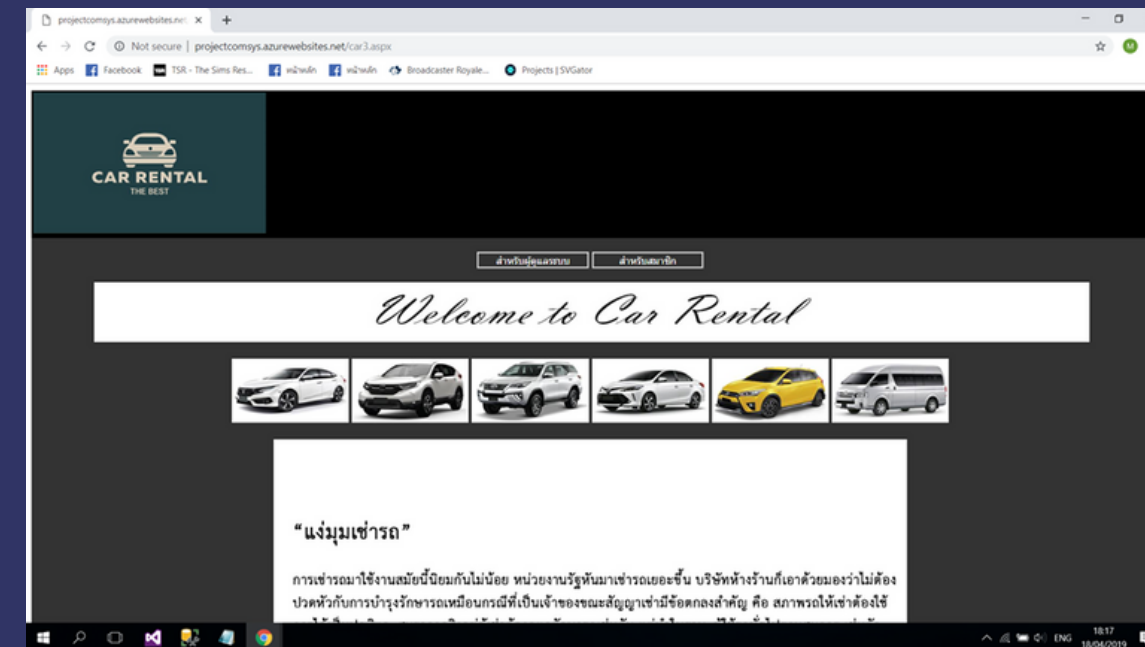 projectcomsys.azurewebsites.net
Not secure | projectcomsys.azurewebsites.net/car3.aspx
M
Apps Facebook TSR - The Sims Res... หน้าหลัก หน้าหลัก Broadcaster Royale... Projects | SVGator
CAR RENTAL
THE BEST
สำหรับผู้ดูแลระบบ สำหรับสมาชิก
Welcome to Car Rental
“แง่มุมเช่ารถ”
การเช่ารถมาใช้งานสมัยนี้นิยมกันไม่น้อย หน่วยงานรัฐหันมาเช่ารถเยอะขึ้น บริษัทห้างร้านก็เอาด้วยมองว่าไม่ต้อง
ปวดหัวกับการบำรุงรักษารถเหมือนกรณีที่เป็นเจ้าของขณะสัญญาเช่ามีข้อตกลงสำคัญ คือ สภาพรถให้เช่าต้องใช้
ENG
18:17
18/04/2019